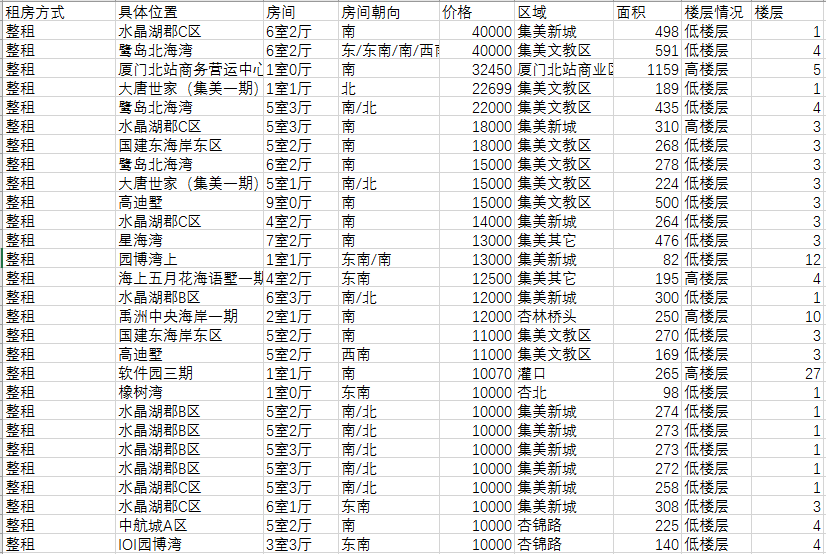 租房方式 具体位置 房间 房间朝向 价格 区域 面积 楼层情况 楼层
整租 水晶湖郡C区 6室2厅 南 40000 集美新城 498 低楼层 1
整租 鹭岛北海湾 6室2厅 东/东南/南/西南 40000 集美文教区 591 低楼层 4
整租 厦门北站商务营运中心 1室0厅 南 32450 厦门北站商业区 1159 高楼层 5
整租 大唐世家（集美一期） 1室1厅 北 22699 集美文教区 189 低楼层 1
整租 鹭岛北海湾 5室3厅 南/北 22000 集美文教区 435 低楼层 4
整租 水晶湖郡C区 5室3厅 南 18000 集美新城 310 高楼层 3
整租 国建东海岸东区 5室2厅 南 18000 集美文教区 268 低楼层 3
整租 鹭岛北海湾 6室2厅 南 15000 集美文教区 278 低楼层 3
整租 大唐世家（集美一期） 5室1厅 南/北 15000 集美文教区 224 低楼层 3
整租 高迪墅 9室0厅 南 15000 集美文教区 500 低楼层 3
整租 水晶湖郡C区 4室2厅 南 14000 集美新城 264 低楼层 3
整租 星海湾 7室2厅 南 13000 集美其它 476 低楼层 3
整租 园博湾上 1室1厅 东南/南 13000 集美新城 82 低楼层 12
整租 海上五月花海语墅一期 4室2厅 东南 12500 集美其它 195 高楼层 4
整租 水晶湖郡B区 6室3厅 南/北 12000 集美新城 300 低楼层 1
整租 禹洲中央海岸一期 2室1厅 南 12000 杏林桥头 250 高楼层 10
整租 国建东海岸东区 5室2厅 南 11000 集美文教区 270 低楼层 3
整租 高迪墅 5室2厅 西南 11000 集美文教区 169 低楼层 3
整租 软件园三期 1室1厅 南 10070 灌口 265 高楼层 27
整租 橡树湾 1室0厅 东南 10000 杏北 98 低楼层 1
整租 水晶湖郡B区 5室2厅 南/北 10000 集美新城 274 低楼层 1
整租 水晶湖郡B区 5室2厅 南/北 10000 集美新城 273 低楼层 1
整租 水晶湖郡B区 5室3厅 南/北 10000 集美新城 273 低楼层 1
整租 水晶湖郡B区 5室3厅 南/北 10000 集美新城 272 低楼层 1
整租 水晶湖郡C区 5室3厅 南/北 10000 集美新城 258 低楼层 1
整租 水晶湖郡C区 6室1厅 东南 10000 集美新城 308 低楼层 3
整租 中航城A区 5室2厅 南 10000 杏锦路 225 低楼层 4
整租 IOI园博湾 3室3厅 东南 10000 杏锦路 140 低楼层 4